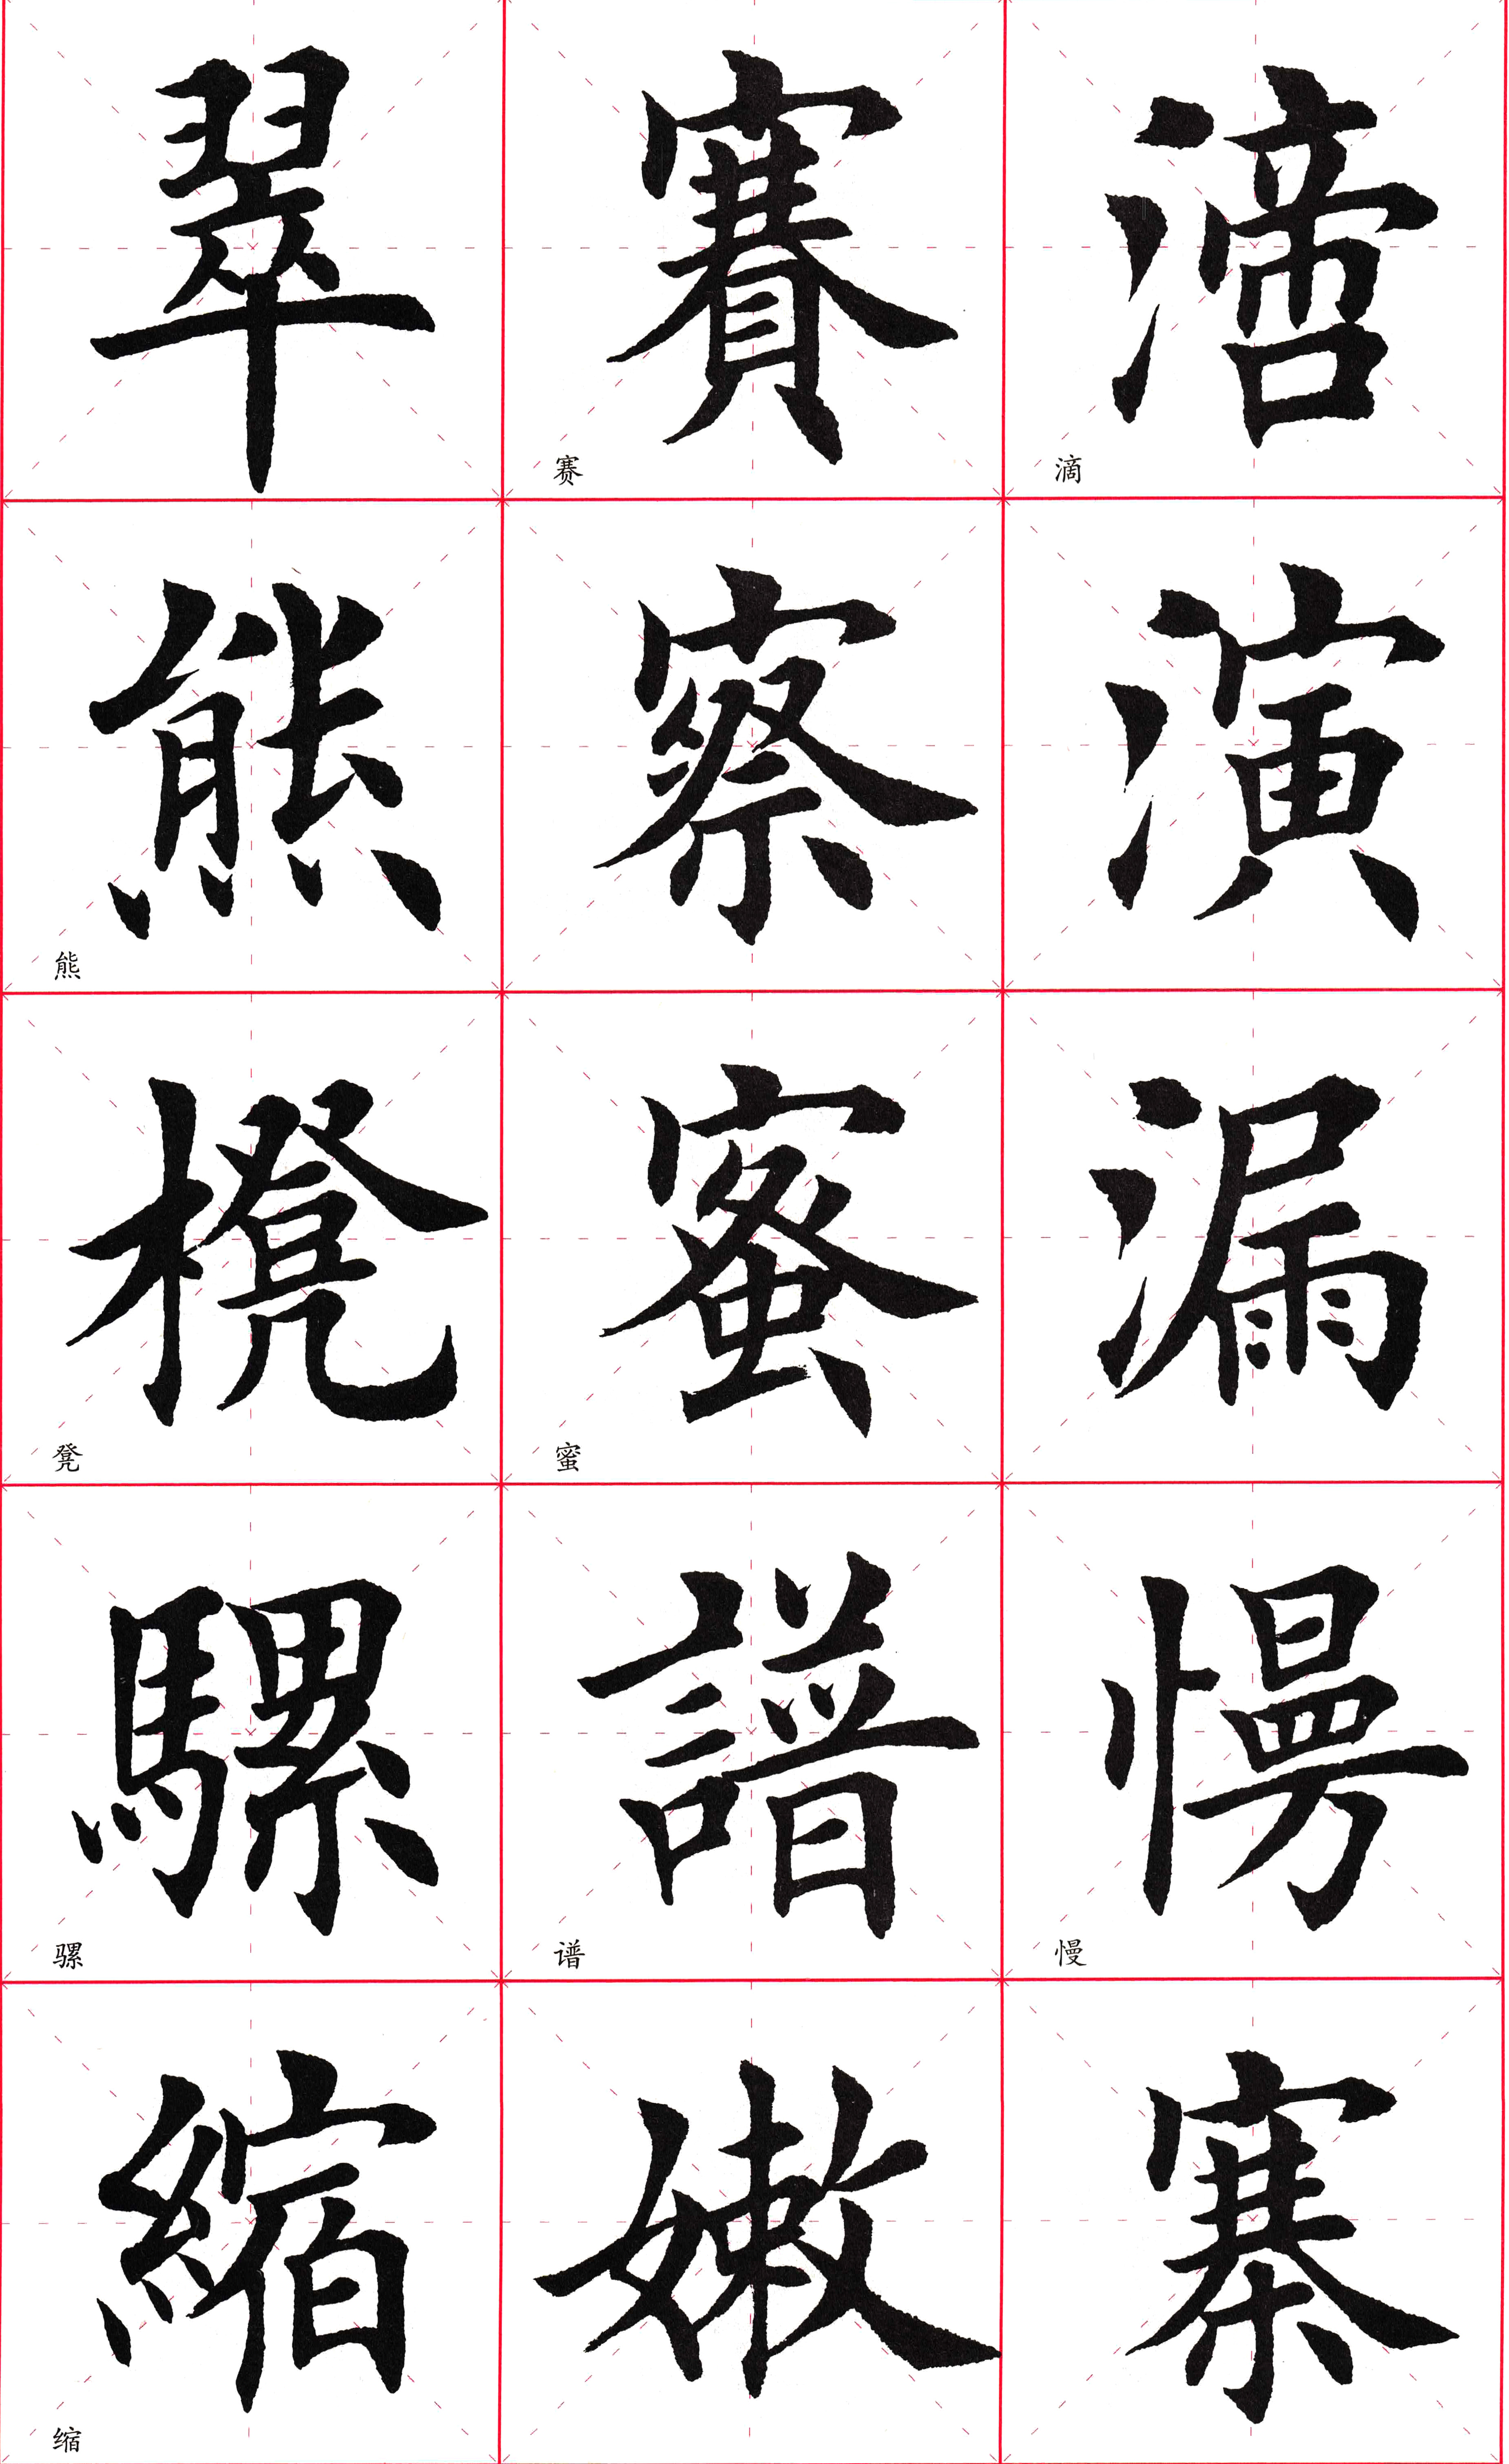 滴
滴
演
漏
慢
慢
寨
賽
赛
察
蜜
蜜
譜
谱
嫩
翠
熊
熊
櫈
凳
騾
骡
縮
缩